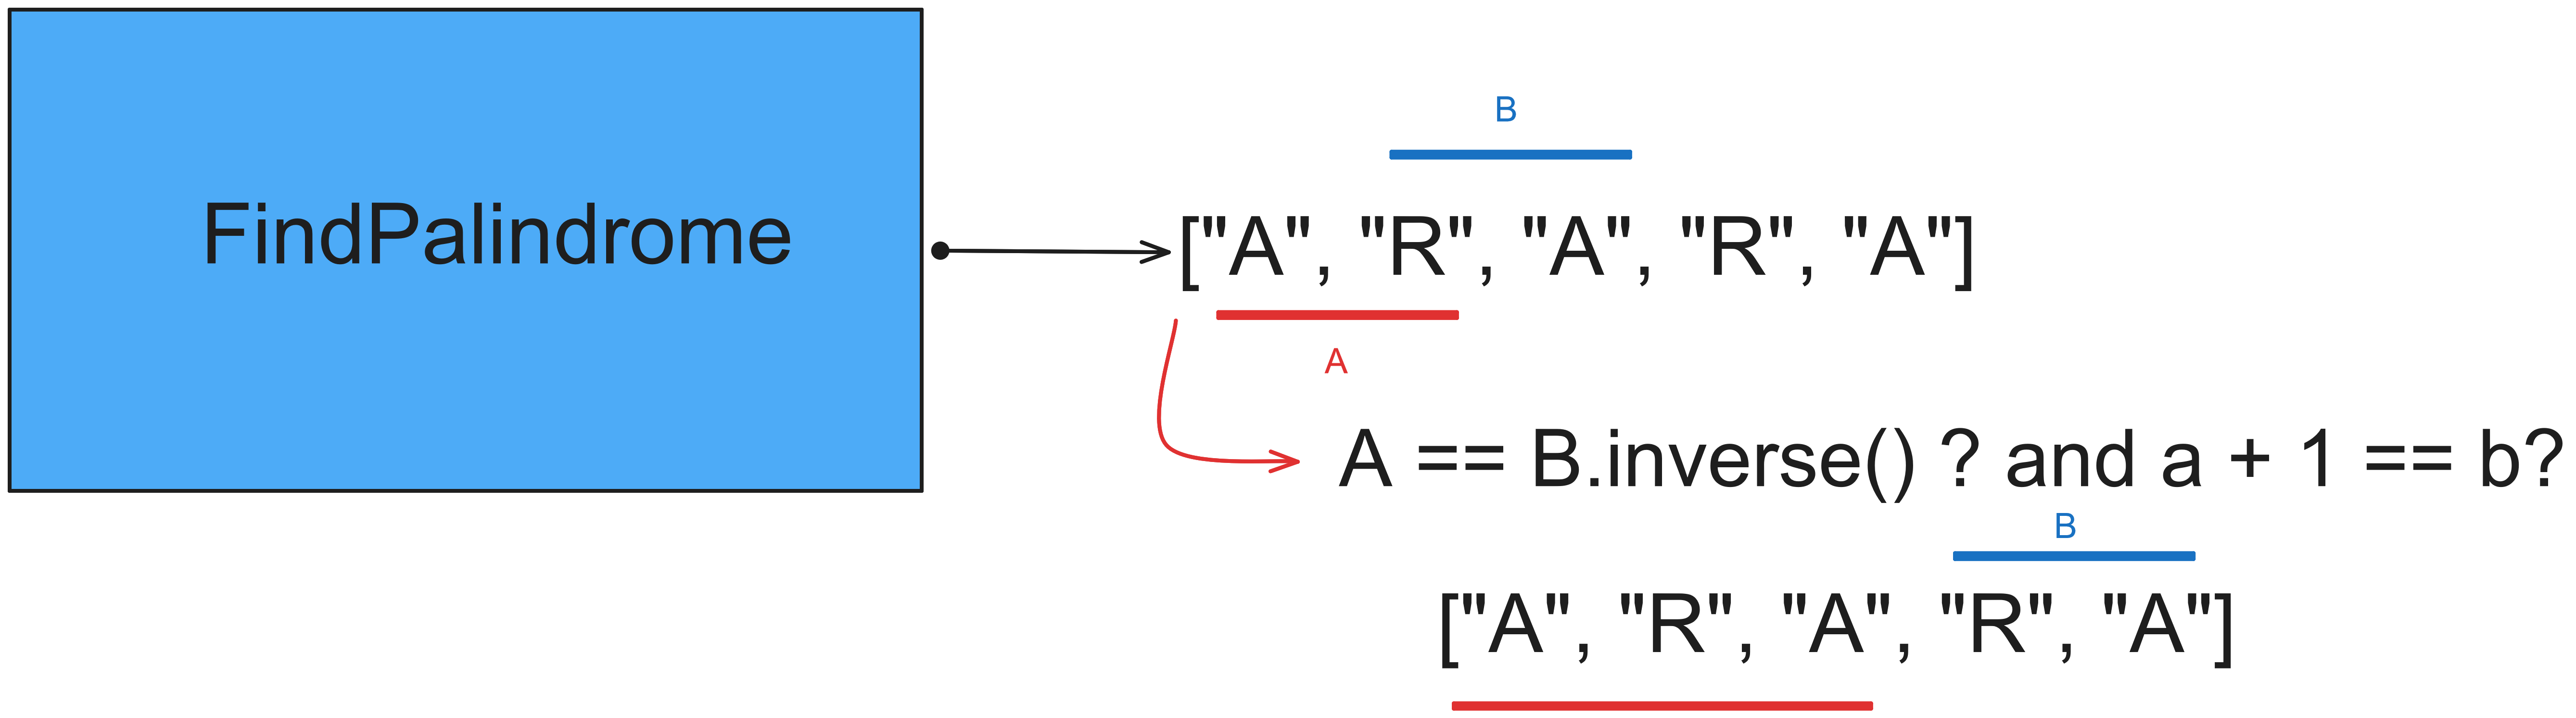 B
FindPalindrome
["A", "R", "A", "R", "A"]
A
A == B.inverse() ? and a + 1 == b?
B
["A", "R", "A", "R", "A"]